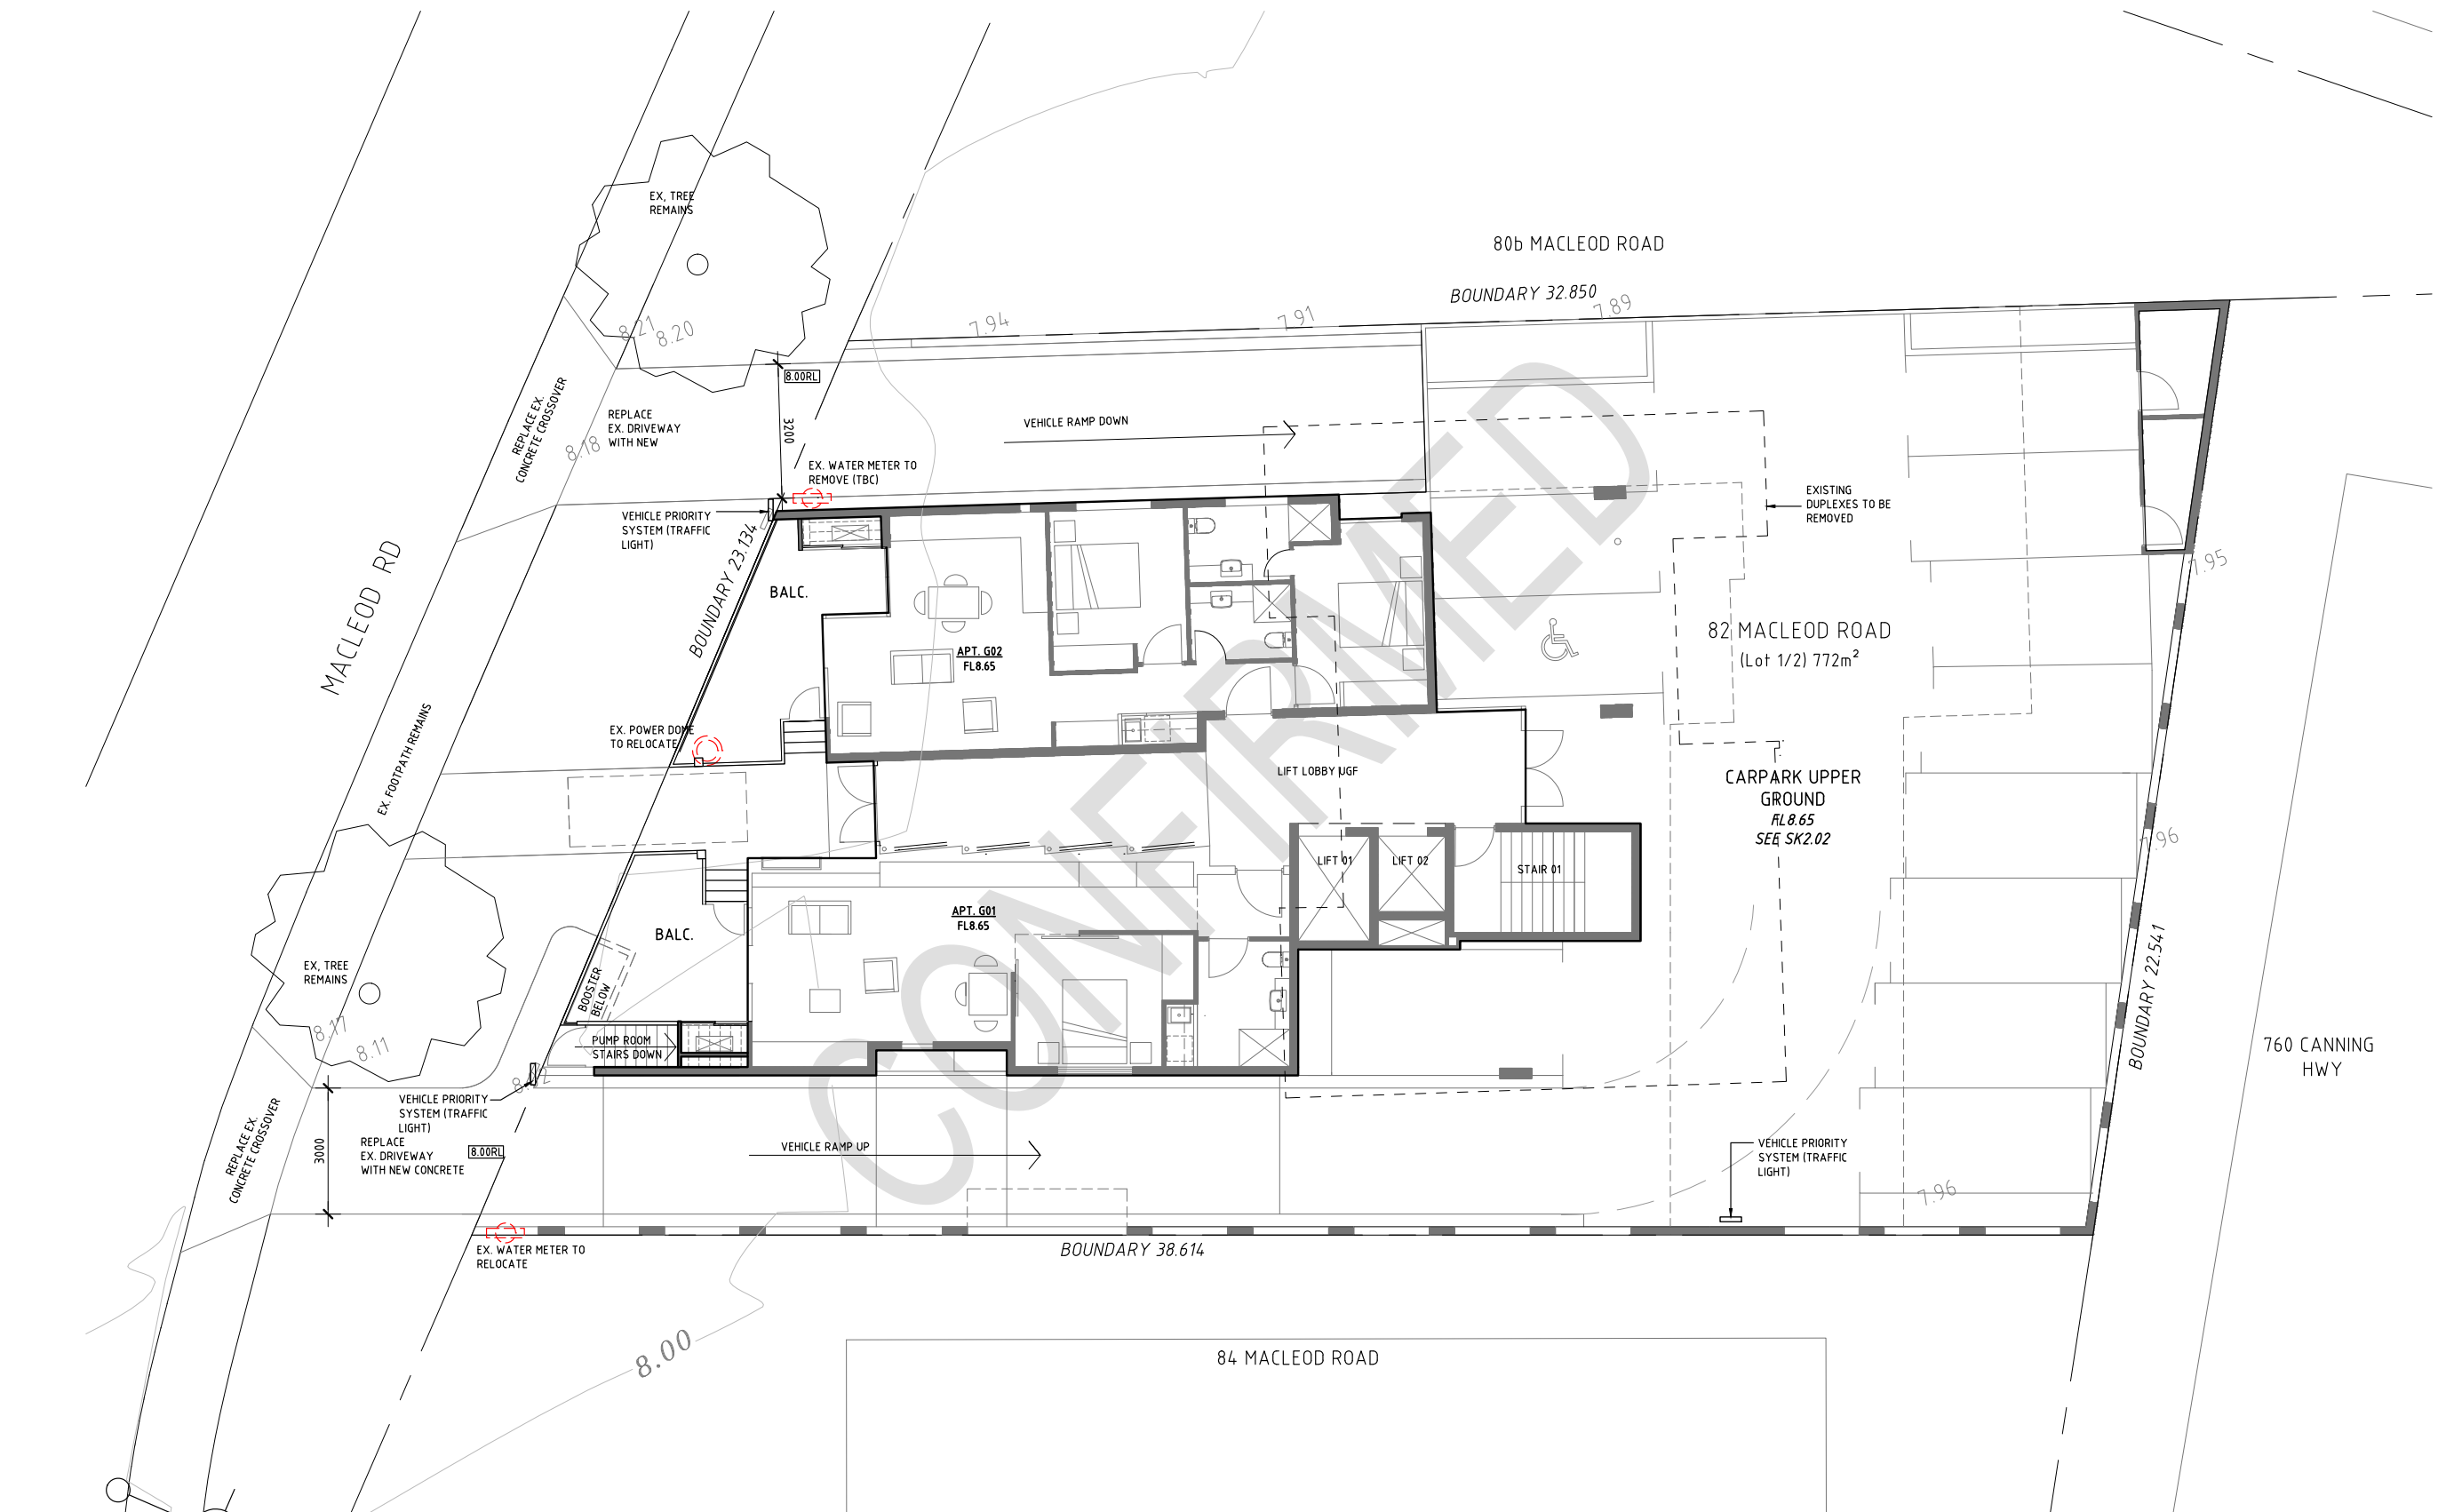 EX, TREE
REMAINS
80b MACLEOD ROAD
BOUNDARY 32.850
8.21
8.20
7.94
7.91
7.89
8.00RL
REPLACE EX.
CONCRETE CROSSOVER
8.18
REPLACE
EX. DRIVEWAY
WITH NEW
3200
VEHICLE RAMP DOWN
EX. WATER METER TO
REMOVE (TBC)
EXISTING
DUPLEXES TO BE
REMOVED
VEHICLE PRIORITY
SYSTEM (TRAFFIC
LIGHT)
BOUNDARY 23.134
7.95
MACLEOD RD
BALC.
82 MACLEOD ROAD
(Lot 1/2) 772m²
APT. G02
FL8.65
EX. FOOTPATH REMAINS
EX. POWER DOME
TO RELOCATE
LIFT LOBBY UGF
CARPARK UPPER
GROUND
FL8.65
SEE SK2.02
7.96
LIFT 01
LIFT 02
STAIR 01
CONFIRMED
APT. G01
FL8.65
BALC.
EX, TREE
REMAINS
BOOSTER
BELOW
BOUNDARY 22.541
8.17
8.11
PUMP ROOM
STAIRS DOWN
760 CANNING
HWY
VEHICLE PRIORITY
SYSTEM (TRAFFIC
LIGHT)
REPLACE
EX. DRIVEWAY
WITH NEW CONCRETE
8.00RL
3000
REPLACE EX.
CONCRETE CROSSOVER
VEHICLE RAMP UP
VEHICLE PRIORITY
SYSTEM (TRAFFIC
LIGHT)
7.96
EX. WATER METER TO
RELOCATE
BOUNDARY 38.614
8.00
84 MACLEOD ROAD